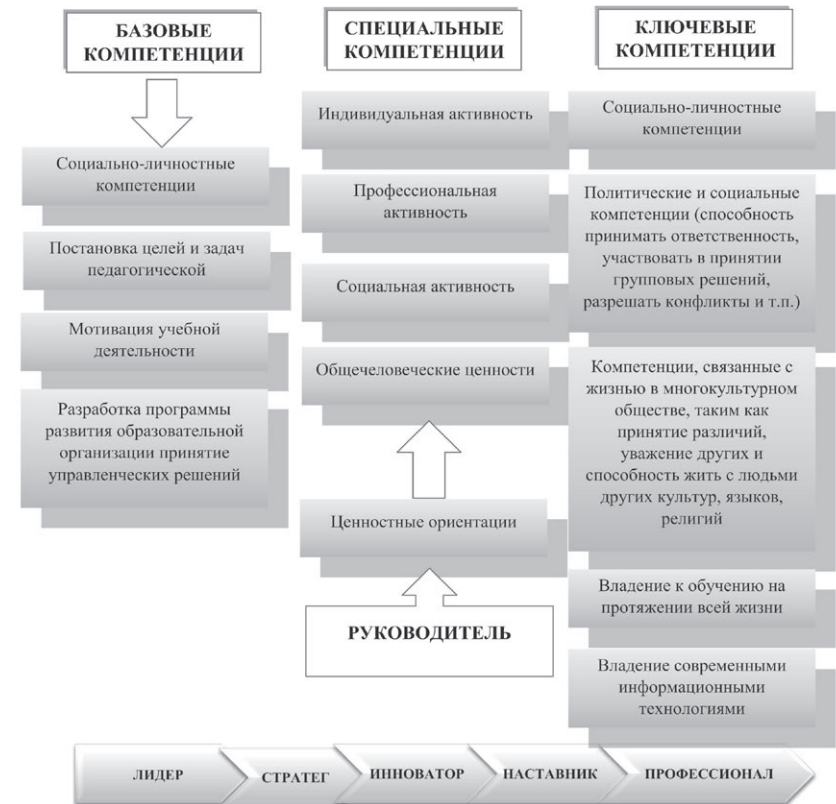 БАЗОВЫЕ
КОМПЕТЕНЦИИ
Социально-личностные
компетенции
Постановка целей и задач
педагогической
Мотивация учебной
деятельности
Разработка программы
развития образовательной
организации принятие
управленческих решений
СПЕЦИАЛЬНЫЕ
КОМПЕТЕНЦИИ
Индивидуальная активность
Профессиональная
активность
Социальная активность
Общечеловеческие ценности
Ценностные ориентации
РУКОВОДИТЕЛЬ
КЛЮЧЕВЫЕ
КОМПЕТЕНЦИИ
Социально-личностные
компетенции
Политические и социальные
компетенции (способность
принимать ответственность,
участвовать в принятии
групповых решений,
разрешать конфликты и т.п.)
Компетенции, связанные с
жизнью в многокультурном
обществе, таким как
принятие различий,
уважение других и
способность жить с людьми
других культур, языков,
религий
Владение к обучению на
протяжении всей жизни
Владение современными
информационными
технологиями
ЛИДЕР
СТРАТЕГ
ИННОВАТОР
НАСТАВНИК
ПРОФЕССИОНАЛ